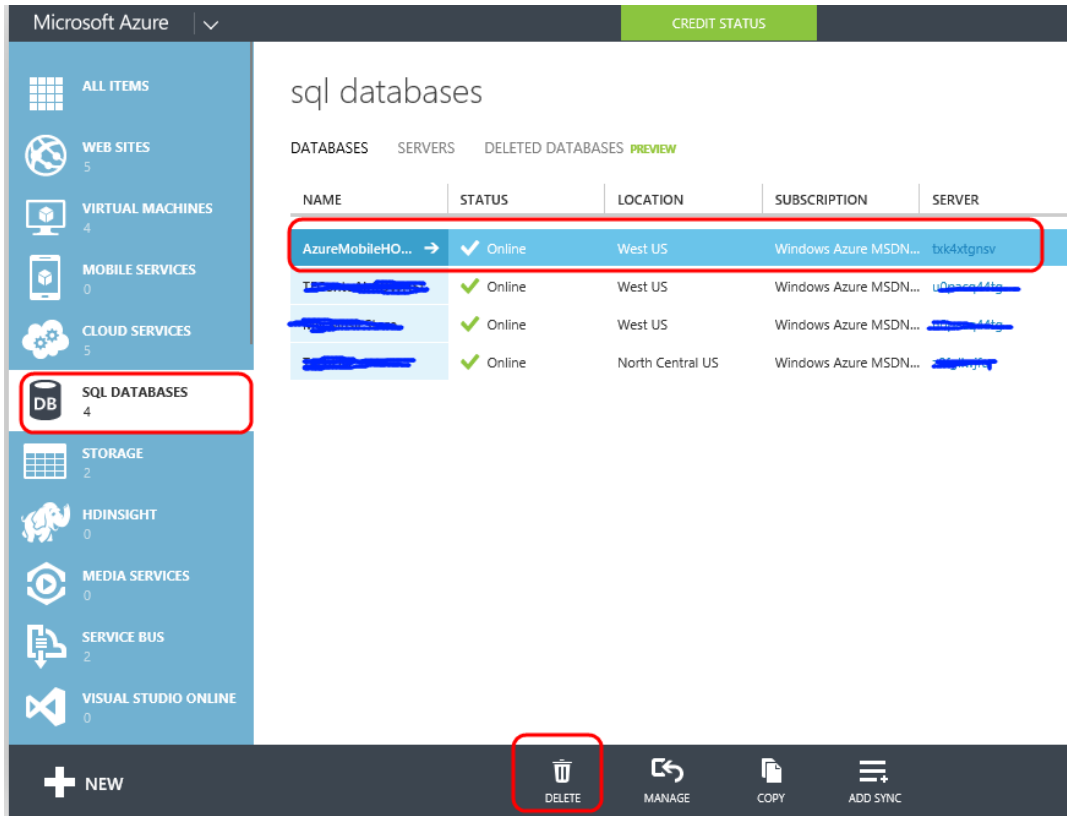 Microsoft Azure
CREDIT STATUS
ALL ITEMS
WEB SITES
5
VIRTUAL MACHINES
4
MOBILE SERVICES
0
CLOUD SERVICES
5
DB
SQL DATABASES
4
STORAGE
2
HDINSIGHT
0
MEDIA SERVICES
0
SERVICE BUS
2
VISUAL STUDIO ONLINE
0
sql databases
DATABASES SERVERS DELETED DATABASES PREVIEW
NAME STATUS LOCATION SUBSCRIPTION SERVER
AzureMobileHO... Online West US Windows Azure MSDN... txk4xtgnsv
Online West US Windows Azure MSDN...
Online West US Windows Azure MSDN...
Online North Central US Windows Azure MSDN...
NEW DELETE MANAGE COPY ADD SYNC